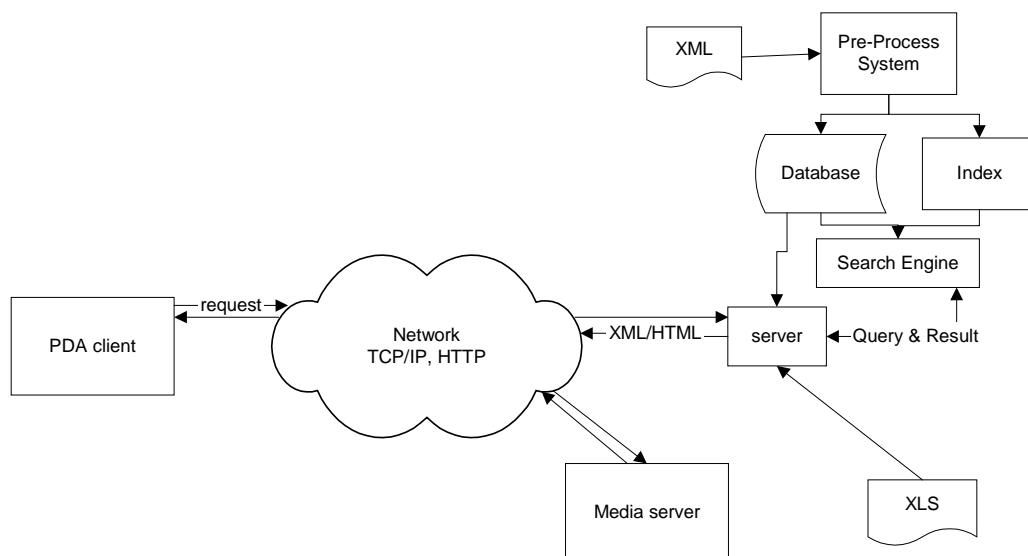 XML
Pre-Process
System
Database
Index
Search Engine
request
PDA client
Network
TCP/IP, HTTP
XML/HTML
server
Query & Result
Media server
XLS